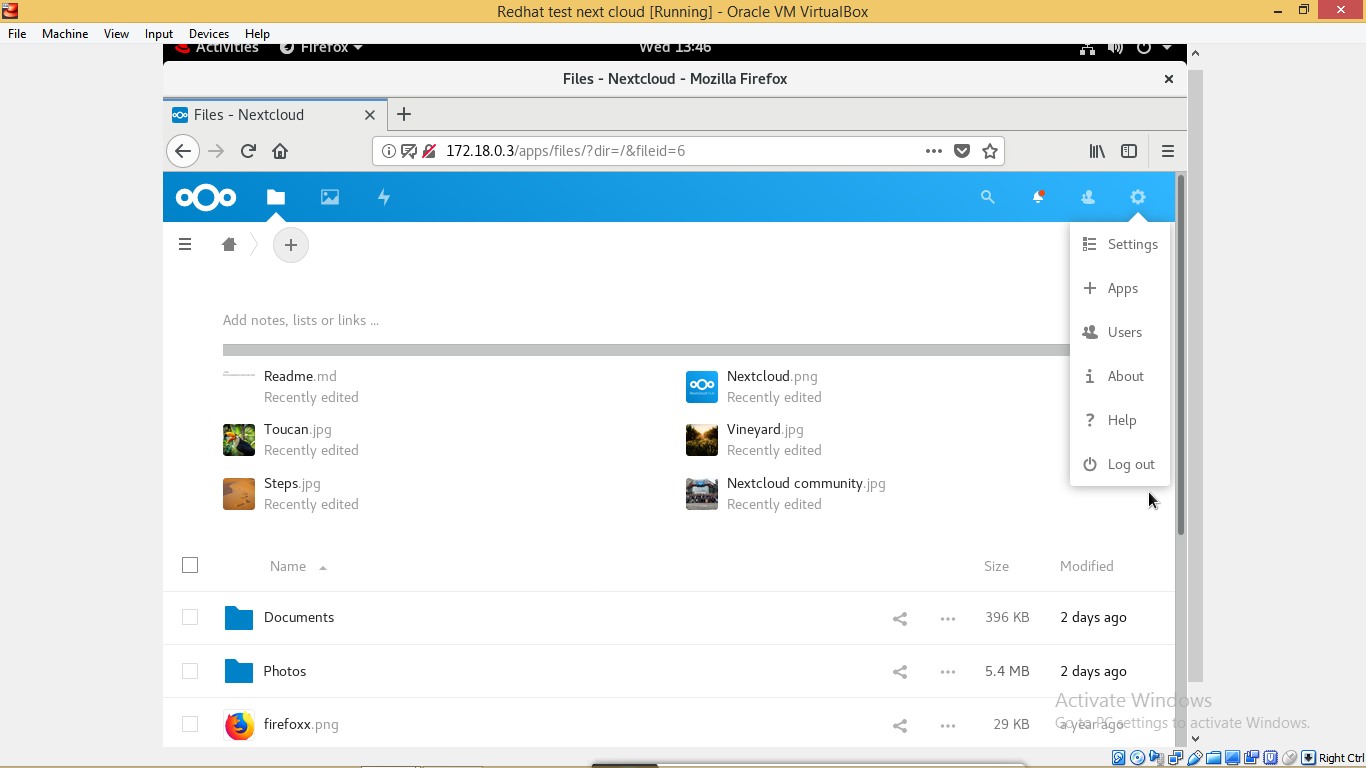 Redhat test next cloud [Running] - Oracle VM VirtualBox
File Machine View Input Devices Help
Activities Firefox Wed 13:46
Files - Nextcloud - Mozilla Firefox
Files - Nextcloud
172.18.0.3/apps/files/?dir=/&fileid=6
Settings
Apps
Users
About
Help
Log out
Add notes, lists or links ...
Readme.md
Recently edited
Nextcloud.png
Recently edited
Toucan.jpg
Recently edited
Vineyard.jpg
Recently edited
Steps.jpg
Recently edited
Nextcloud community.jpg
Recently edited
Name Size Modified
Documents 396 KB 2 days ago
Photos 5.4 MB 2 days ago
firefoxx.png 29 KB a year ago
Activate Windows
Go to PC settings to activate Windows.
Right Ctrl